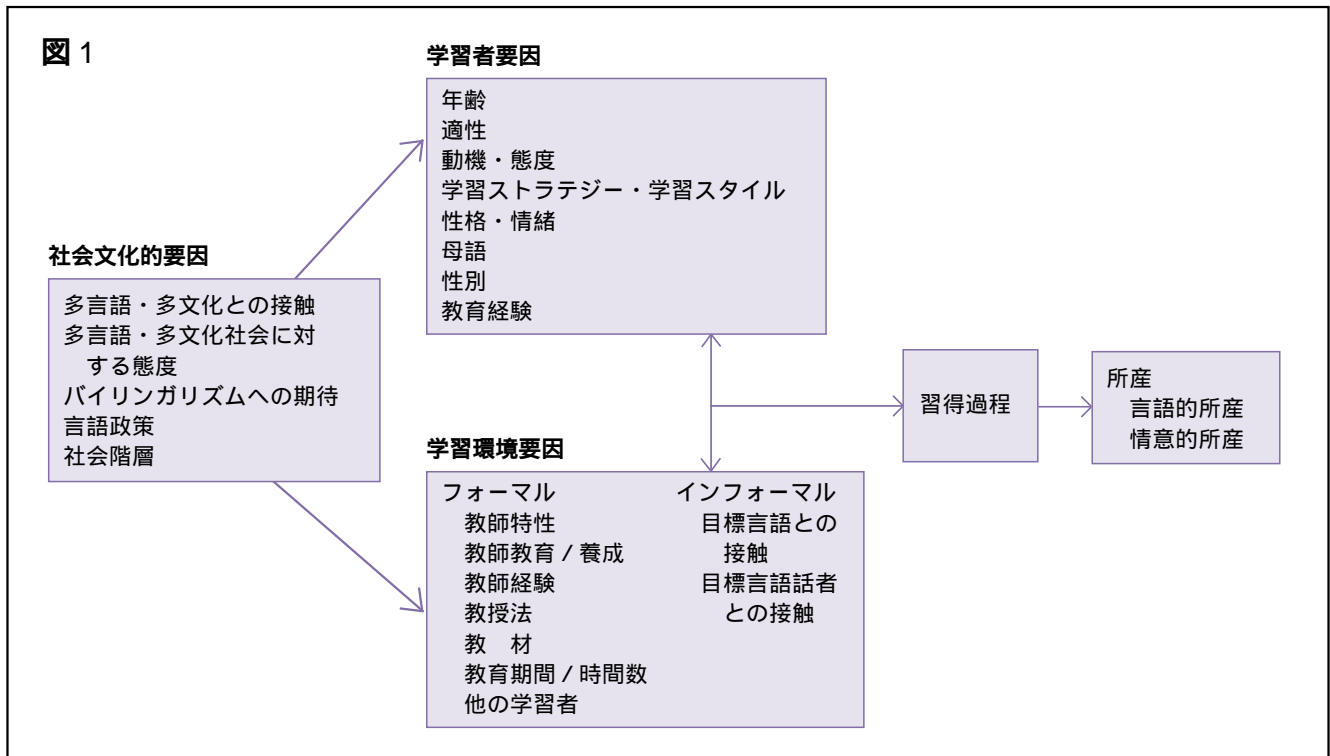 図1
学習者要因
年齢
適性
動機・態度
学習ストラテジー・学習スタイル
性格・情緒
母語
性別
教育経験
社会文化的要因
多言語・多文化との接触
多言語・多文化社会に対
する態度
バイリンガリズムへの期待
言語政策
社会階層
学習環境要因
フォーマル
教師特性
教師教育/養成
教師経験
教授法
教 材
教育期間/時間数
他の学習者
インフォーマル
目標言語との
接触
目標言語話者
との接触
習得過程
所産
言語的所産
情意的所産